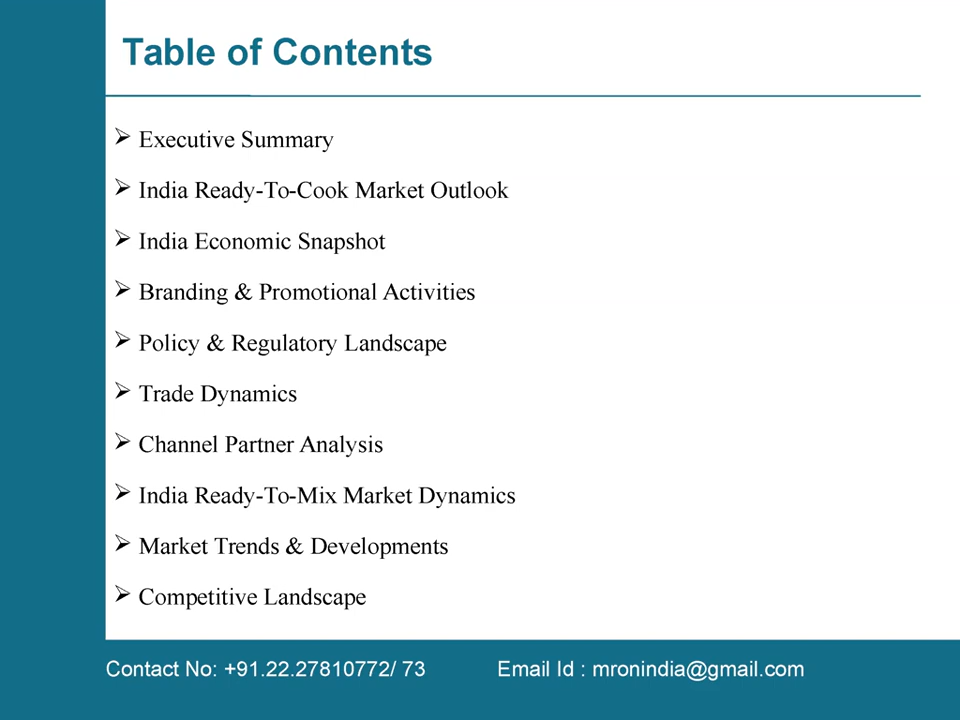 Table of Contents
➢ Executive Summary
➢ India Ready-To-Cook Market Outlook
➢ India Economic Snapshot
➢ Branding & Promotional Activities
➢ Policy & Regulatory Landscape
➢ Trade Dynamics
➢ Channel Partner Analysis
➢ India Ready-To-Mix Market Dynamics
➢ Market Trends & Developments
➢ Competitive Landscape
Contact No: +91.22.27810772/ 73 Email Id : mronindia@gmail.com